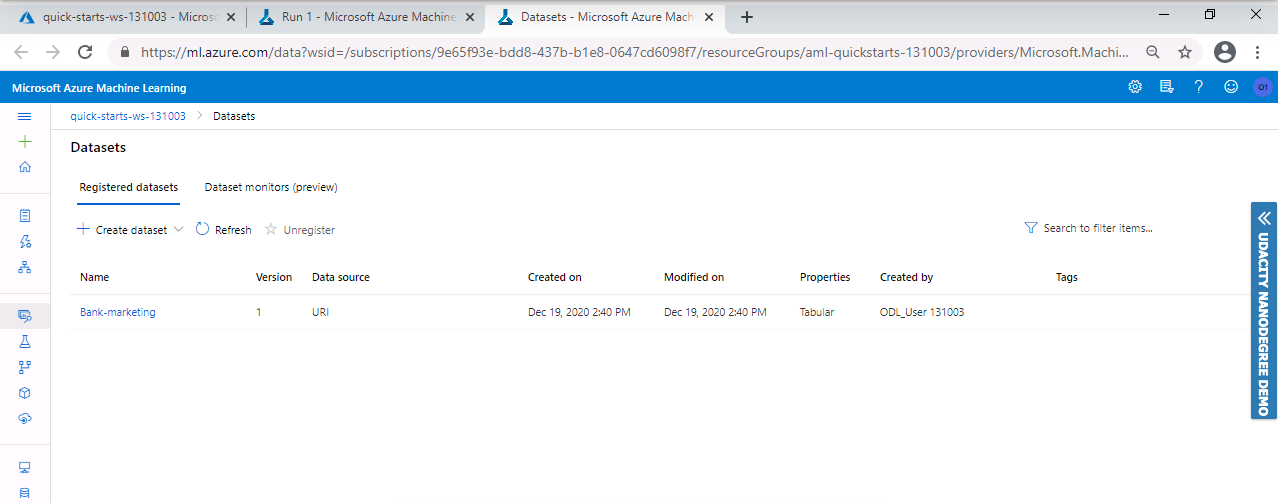 quick-starts-ws-131003 - Microso
Run 1 - Microsoft Azure Machine
Datasets - Microsoft Azure Mach
https://ml.azure.com/data?wsid=/subscriptions/9e65f93e-bdd8-437b-b1e8-0647cd6098f7/resourceGroups/aml-quickstarts-131003/providers/Microsoft.Machi...
Microsoft Azure Machine Learning
O1
quick-starts-ws-131003 > Datasets
Datasets
Registered datasets Dataset monitors (preview)
Create dataset Refresh Unregister Search to filter items...
Name Version Data source Created on Modified on Properties Created by Tags
Bank-marketing 1 URI Dec 19, 2020 2:40 PM Dec 19, 2020 2:40 PM Tabular ODL_User 131003
UDACITY NANODEGREE DEMO